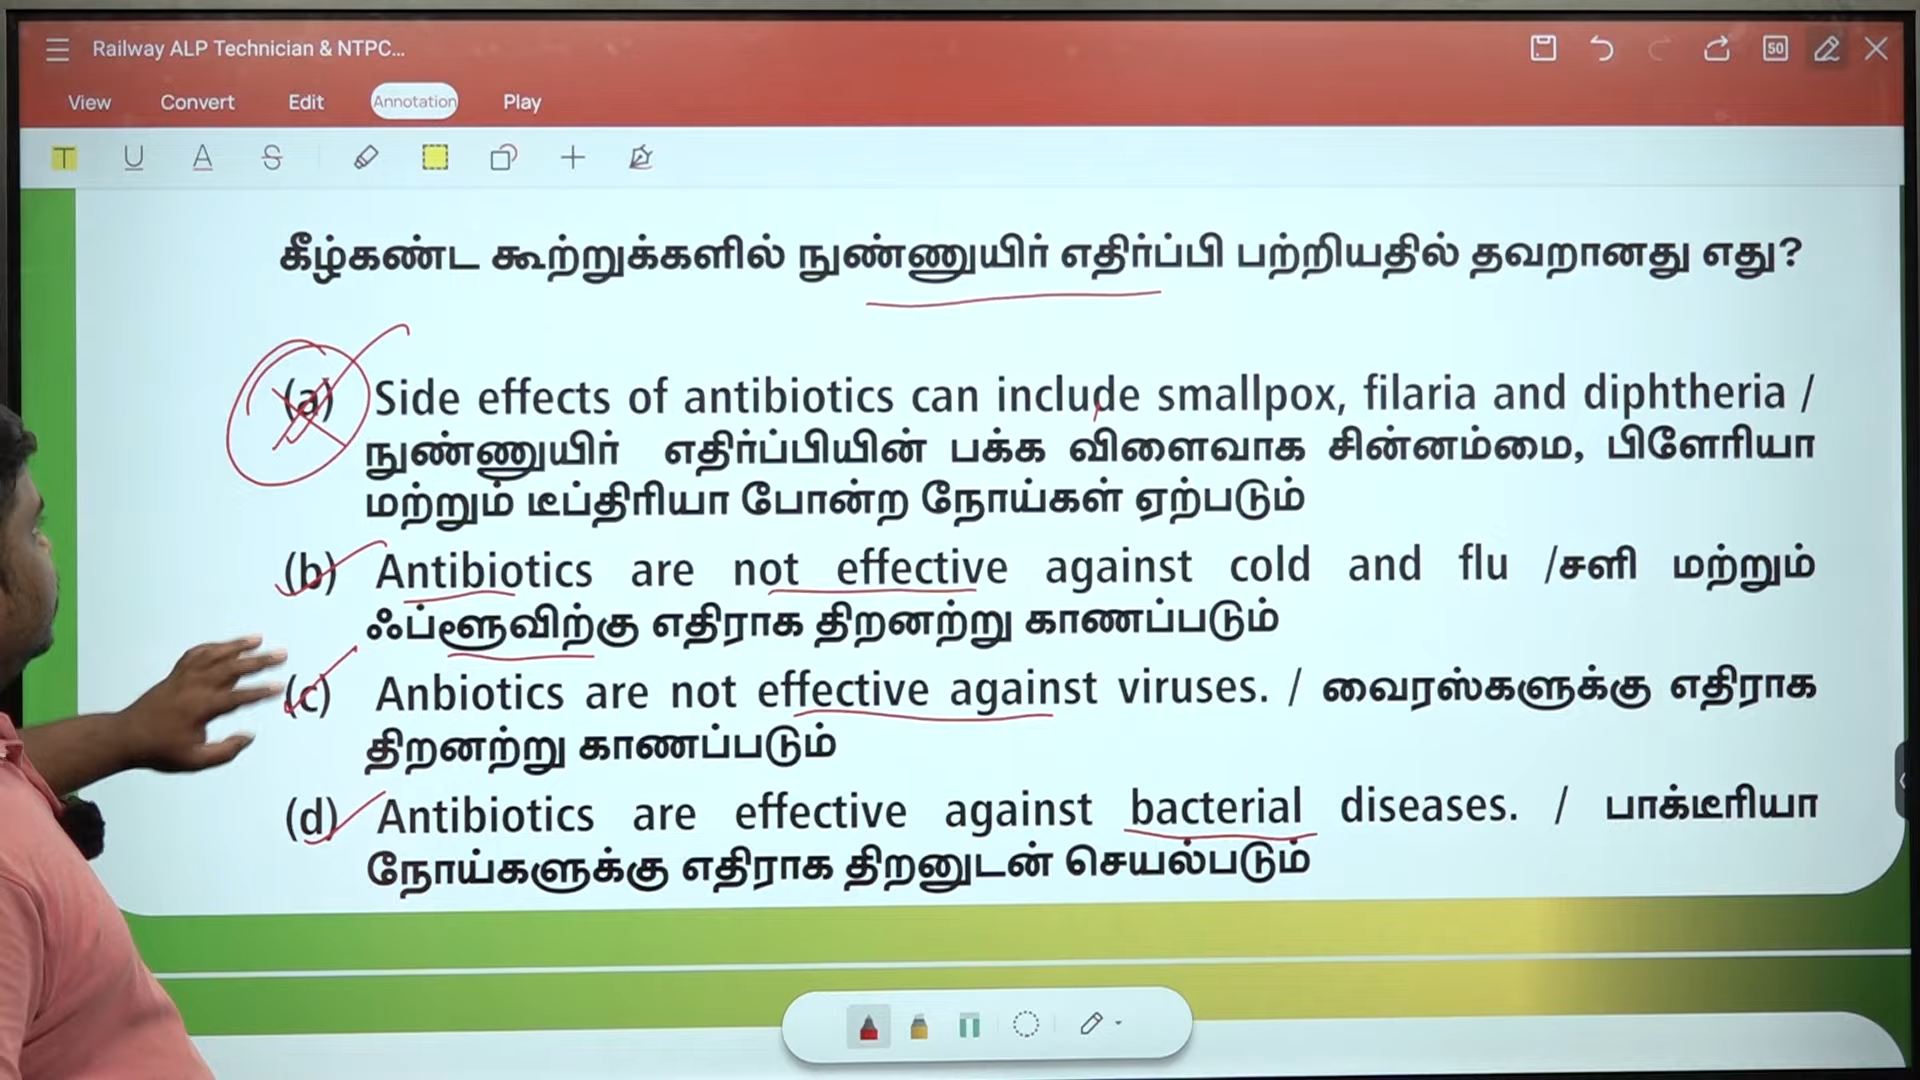 Railway ALP Technician & NTPC...
50
View Convert Edit Annotation Play
T U A S
கீழ்கண்ட கூற்றுக்களில் நுண்ணுயிர் எதிர்ப்பி பற்றியதில் தவறானது எது?
(a) Side effects of antibiotics can include smallpox, filaria and diphtheria /
நுண்ணுயிர் எதிர்ப்பியின் பக்க விளைவாக சின்னம்மை, பிளேரியா
மற்றும் டீப்திரியா போன்ற நோய்கள் ஏற்படும்
(b) Antibiotics are not effective against cold and flu /சளி மற்றும்
ஃப்ளூவிற்கு எதிராக திறனற்று காணப்படும்
(c) Anbiotics are not effective against viruses. / வைரஸ்களுக்கு எதிராக
திறனற்று காணப்படும்
(d) Antibiotics are effective against bacterial diseases. / பாக்டீரியா
நோய்களுக்கு எதிராக திறனுடன் செயல்படும்